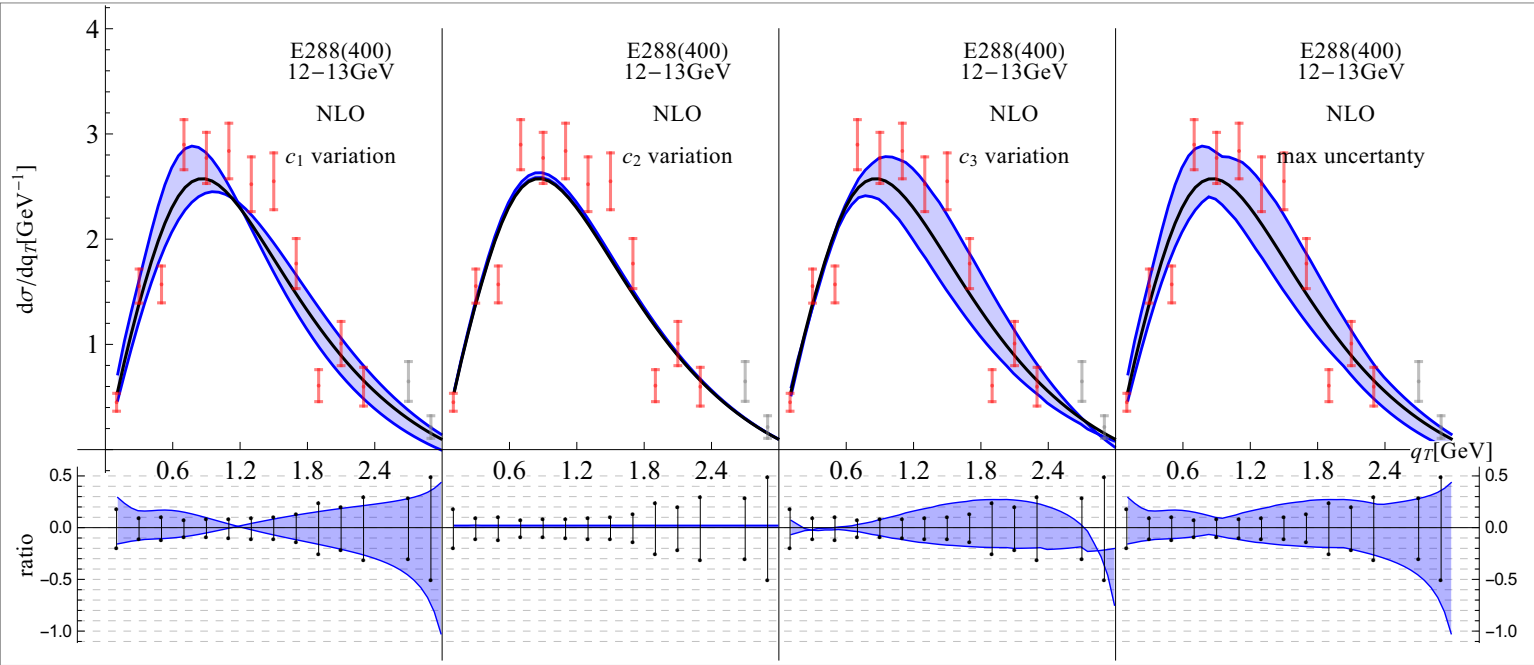 4
3
2
1
dσ/dqT[GeV⁻¹]
E288(400)
12−13GeV
NLO
c₁ variation
E288(400)
12−13GeV
NLO
c₂ variation
E288(400)
12−13GeV
NLO
c₃ variation
E288(400)
12−13GeV
NLO
max uncertanty
0.6 1.2 1.8 2.4
0.6 1.2 1.8 2.4
0.6 1.2 1.8 2.4
0.6 1.2 1.8 2.4
qT[GeV]
ratio
0.5
0.0
−0.5
−1.0
0.5
0.0
−0.5
−1.0